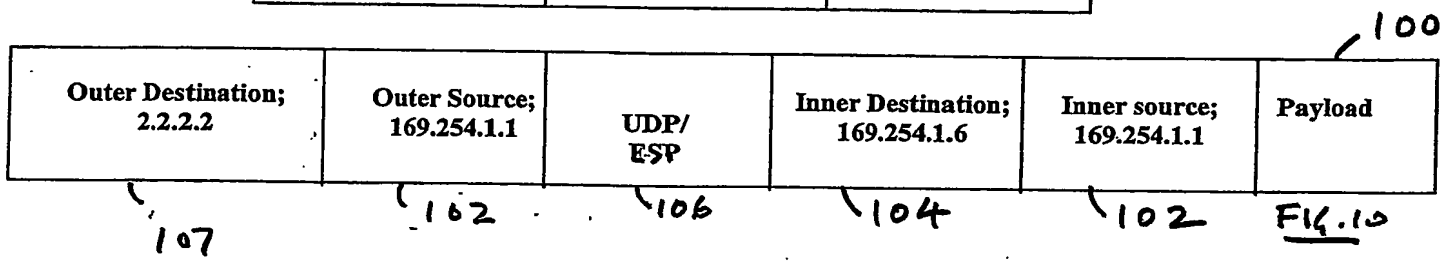 100
Outer Destination;
2.2.2.2
Outer Source;
169.254.1.1
UDP/
ESP
Inner Destination;
169.254.1.6
Inner source;
169.254.1.1
Payload
107
102
106
104
102
FIG.10